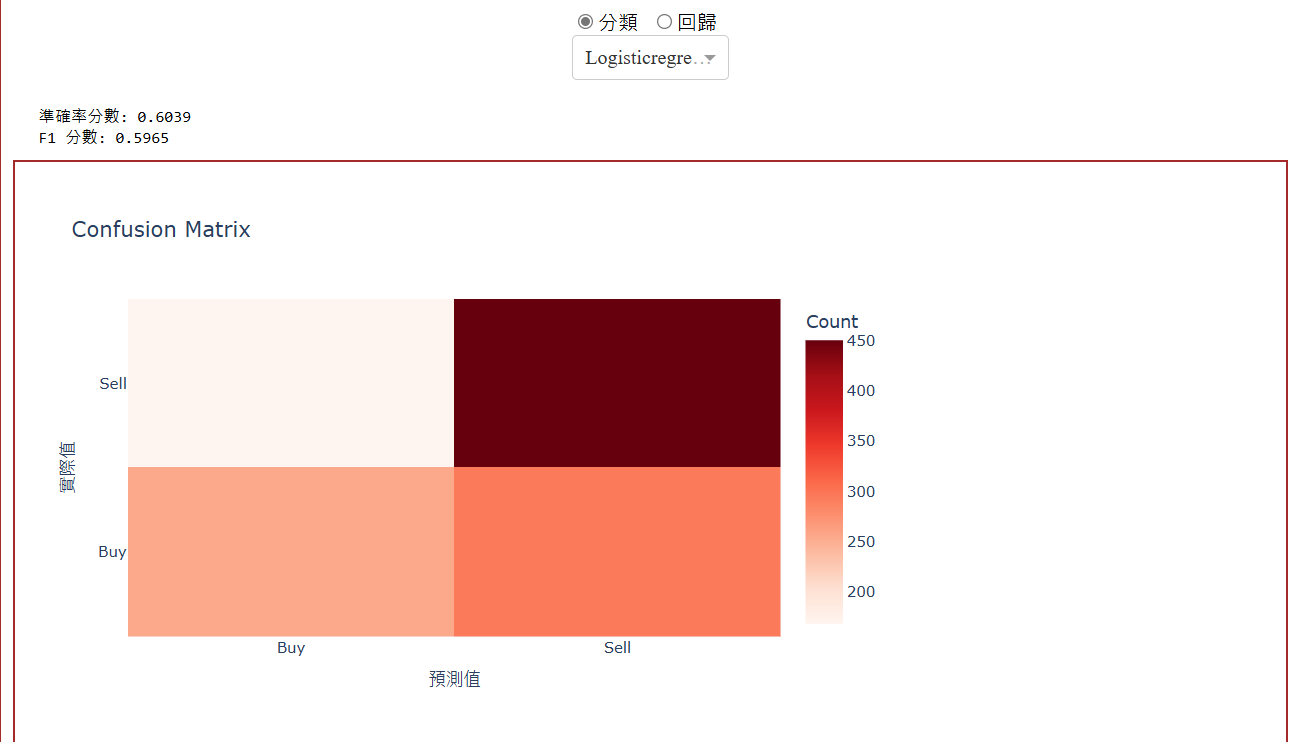 分類 回歸
Logisticregre...
準確率分數: 0.6039
F1 分數: 0.5965
Confusion Matrix
Count
450
400
350
300
250
200
Sell
Buy
實際值
Buy Sell
預測值